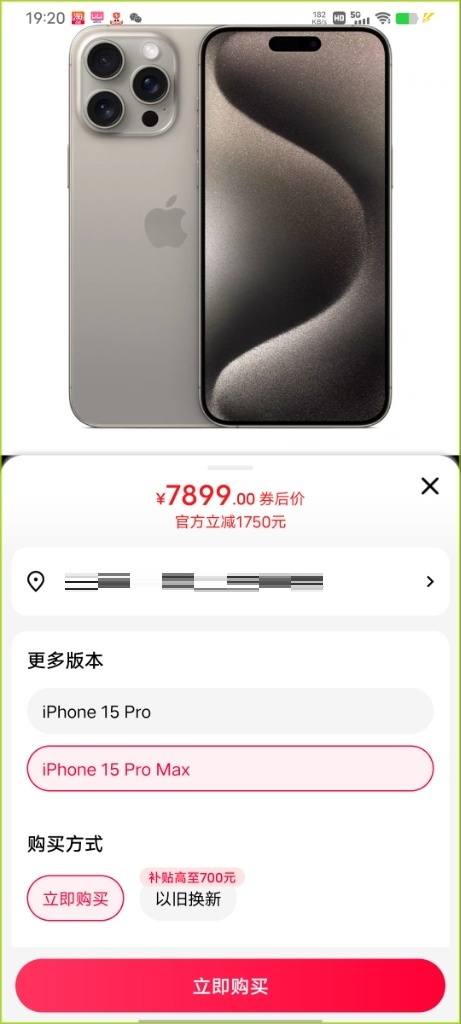 19:20
182 KB/s HD 5G
¥7899.00 券后价
官方立减1750元
更多版本
iPhone 15 Pro
iPhone 15 Pro Max
购买方式
补贴高至700元
立即购买 以旧换新
立即购买